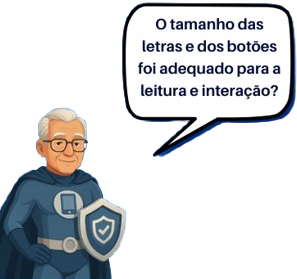 O tamanho das
letras e dos botões
foi adequado para a
leitura e interação?